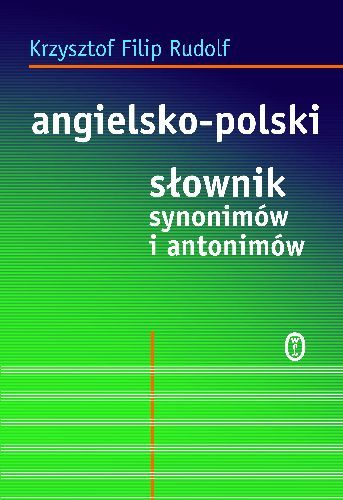 Krzysztof Filip Rudolf
angielsko-polski
słownik
synonimów
i antonimów